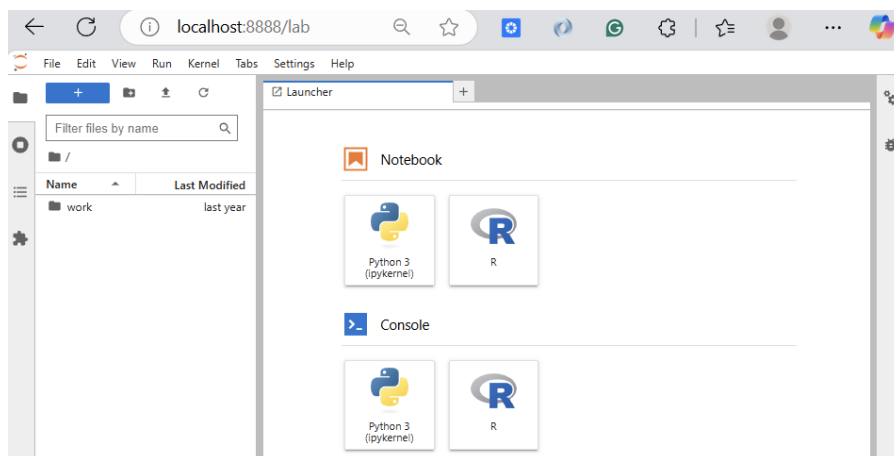 localhost:8888/lab
File Edit View Run Kernel Tabs Settings Help
+
Launcher
+
Filter files by name
/
Name Last Modified
work last year
Notebook
Python 3
(ipykernel)
R
R
Console
Python 3
(ipykernel)
R
R